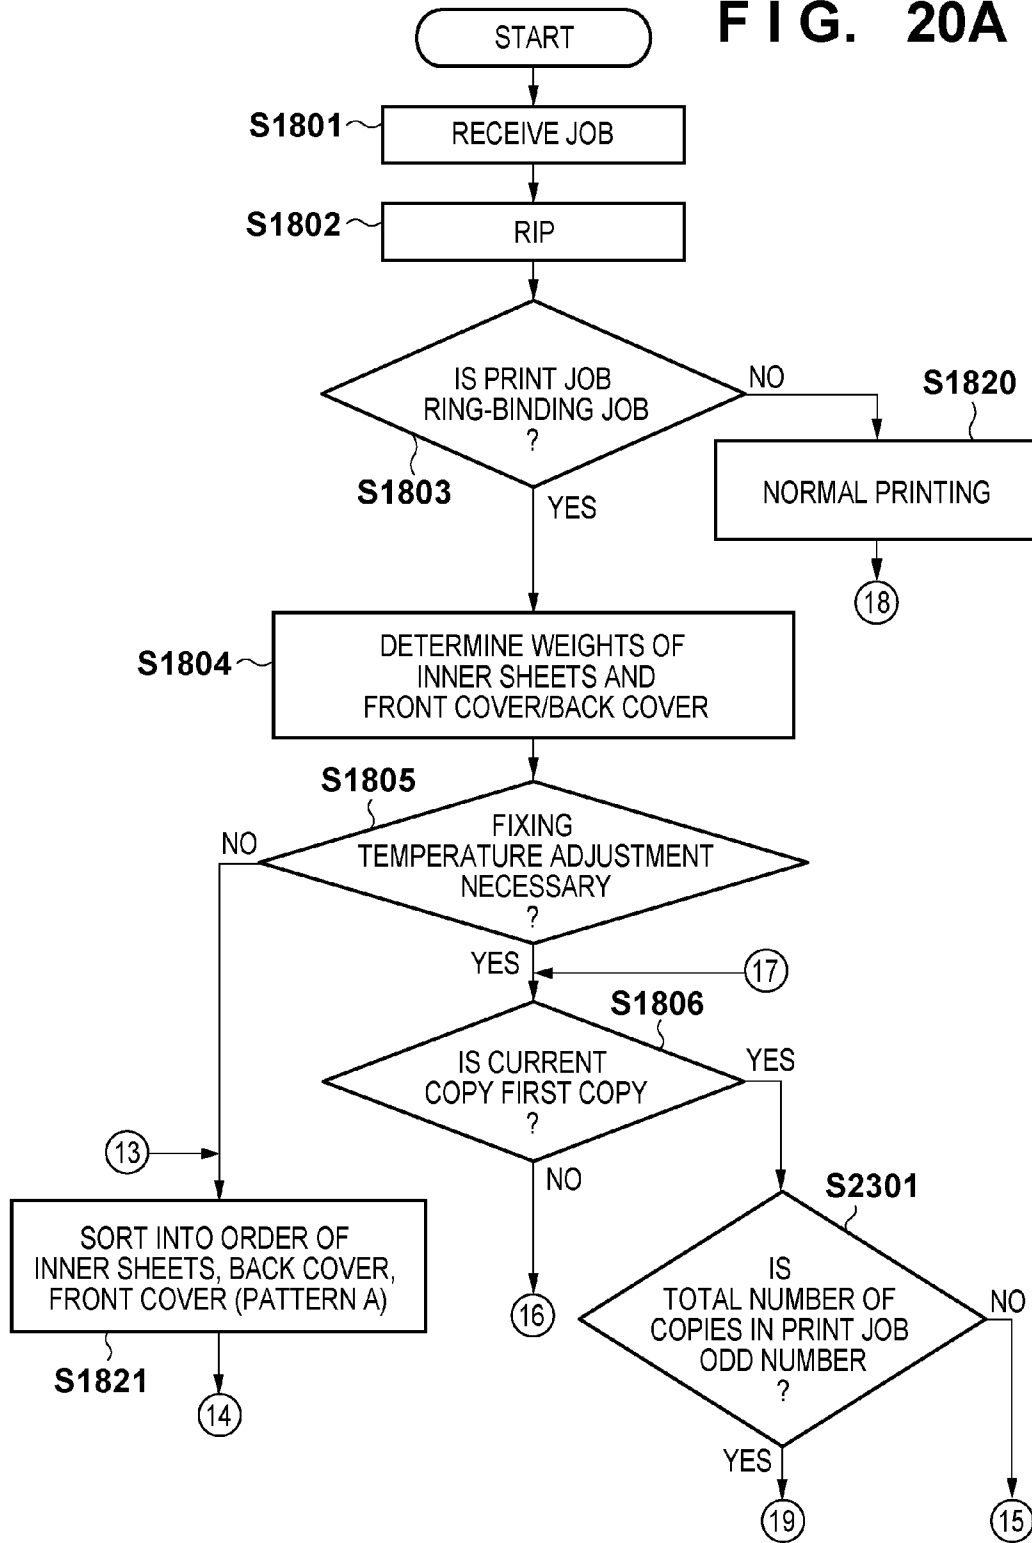 FIG. 20A
START
S1801
RECEIVE JOB
S1802
RIP
IS PRINT JOB
RING-BINDING JOB
?
NO
S1820
S1803
YES
NORMAL PRINTING
18
S1804
DETERMINE WEIGHTS OF
INNER SHEETS AND
FRONT COVER/BACK COVER
S1805
NO
FIXING
TEMPERATURE ADJUSTMENT
NECESSARY
?
YES
17
S1806
IS CURRENT
COPY FIRST COPY
?
YES
13
NO
S2301
SORT INTO ORDER OF
INNER SHEETS, BACK COVER,
FRONT COVER (PATTERN A)
16
IS
TOTAL NUMBER OF
COPIES IN PRINT JOB
ODD NUMBER
?
NO
S1821
14
YES
19
15